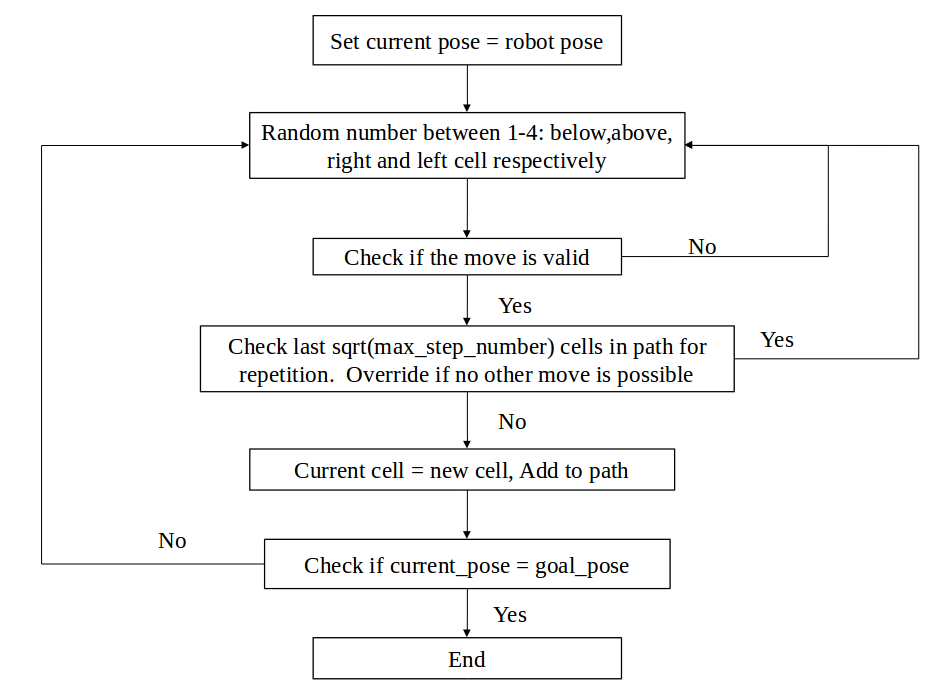 Set current pose = robot pose
Random number between 1-4: below,above,
right and left cell respectively
Check if the move is valid
No
Yes
Check last sqrt(max_step_number) cells in path for
repetition.  Override if no other move is possible
Yes
No
Current cell = new cell, Add to path
No
Check if current_pose = goal_pose
Yes
End